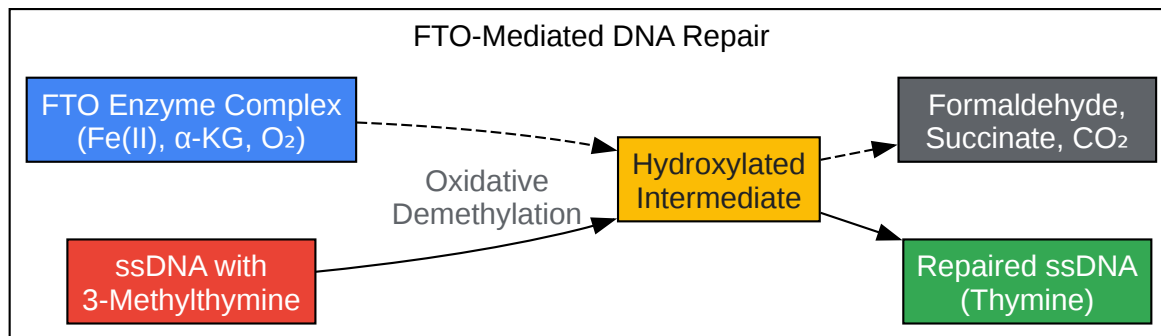 FTO-Mediated DNA Repair
FTO Enzyme Complex
(Fe(II), α-KG, O₂)
Formaldehyde,
Succinate, CO₂
Hydroxylated
Intermediate
Oxidative
Demethylation
ssDNA with
3-Methylthymine
Repaired ssDNA
(Thymine)